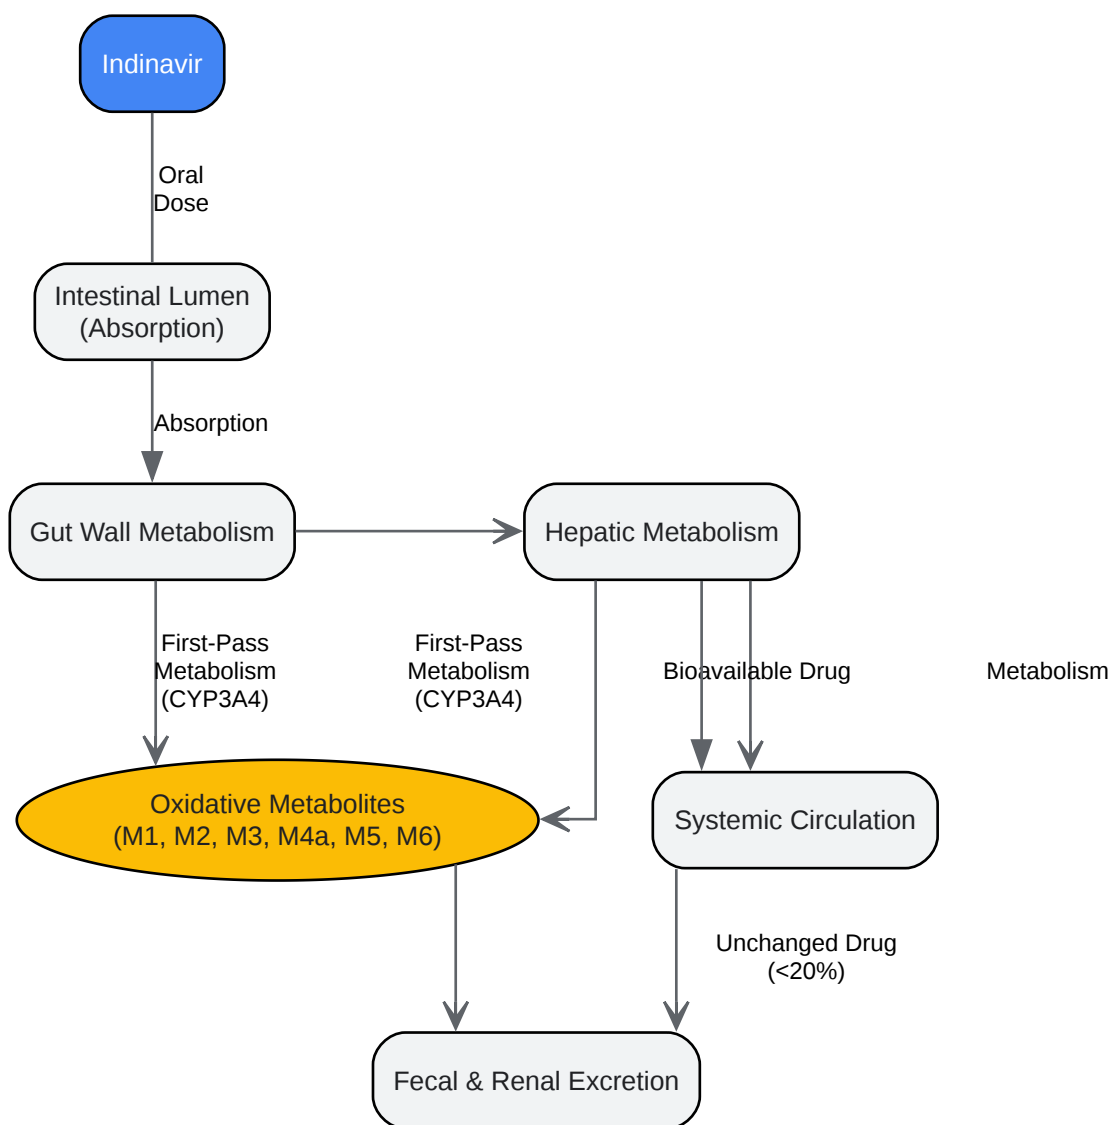 Indinavir
Oral
Dose
Intestinal Lumen
(Absorption)
Absorption
Gut Wall Metabolism
Hepatic Metabolism
First-Pass
Metabolism
(CYP3A4)
First-Pass
Metabolism
(CYP3A4)
Bioavailable Drug
Metabolism
Oxidative Metabolites
(M1, M2, M3, M4a, M5, M6)
Systemic Circulation
Unchanged Drug
(<20%)
Fecal & Renal Excretion